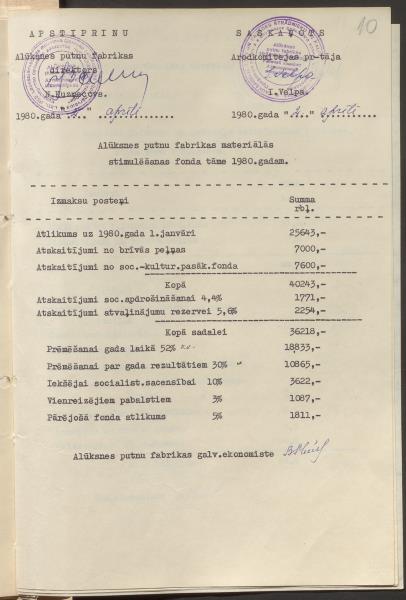 10
APSTIPRINU
Alūksnes putnu fabrikas
direktors
N.Kuzņecovs.
1980.gada "2." aprīlī
SASKAŅOTS
Arodkomitejas pr-tāja
I.Velpa.
1980.gada "2." aprīlī
Alūksnes putnu fabrikas materiālās
stimulēšanas fonda tāme 1980.gadam.
Izmaksu posteņi Summa
rbļ.
Atlikums uz 1980.gada 1.janvāri 25643,-
Atskaitījumi no brīvās peļņas 7000,-
Atskaitījumi no soc.-kultur.pasāk.fonda 7600,-
Kopā 40243,-
Atskaitījumi soc.apdrošināšanai 4,4% 1771,-
Atskaitījumi atvaļinājumu rezervei 5,6% 2254,-
Kopā sadalei 36218,-
Prēmēšanai gada laikā 52% 18833,-
Prēmēšanai par gada rezultātiem 30% " 10865,-
Iekšējai socialist.sacensībai 10% 3622,-
Vienreizējiem pabalstiem 3% 1087,-
Pārējošā fonda atlikums 5% 1811,-
Alūksnes putnu fabrikas galv.ekonomiste